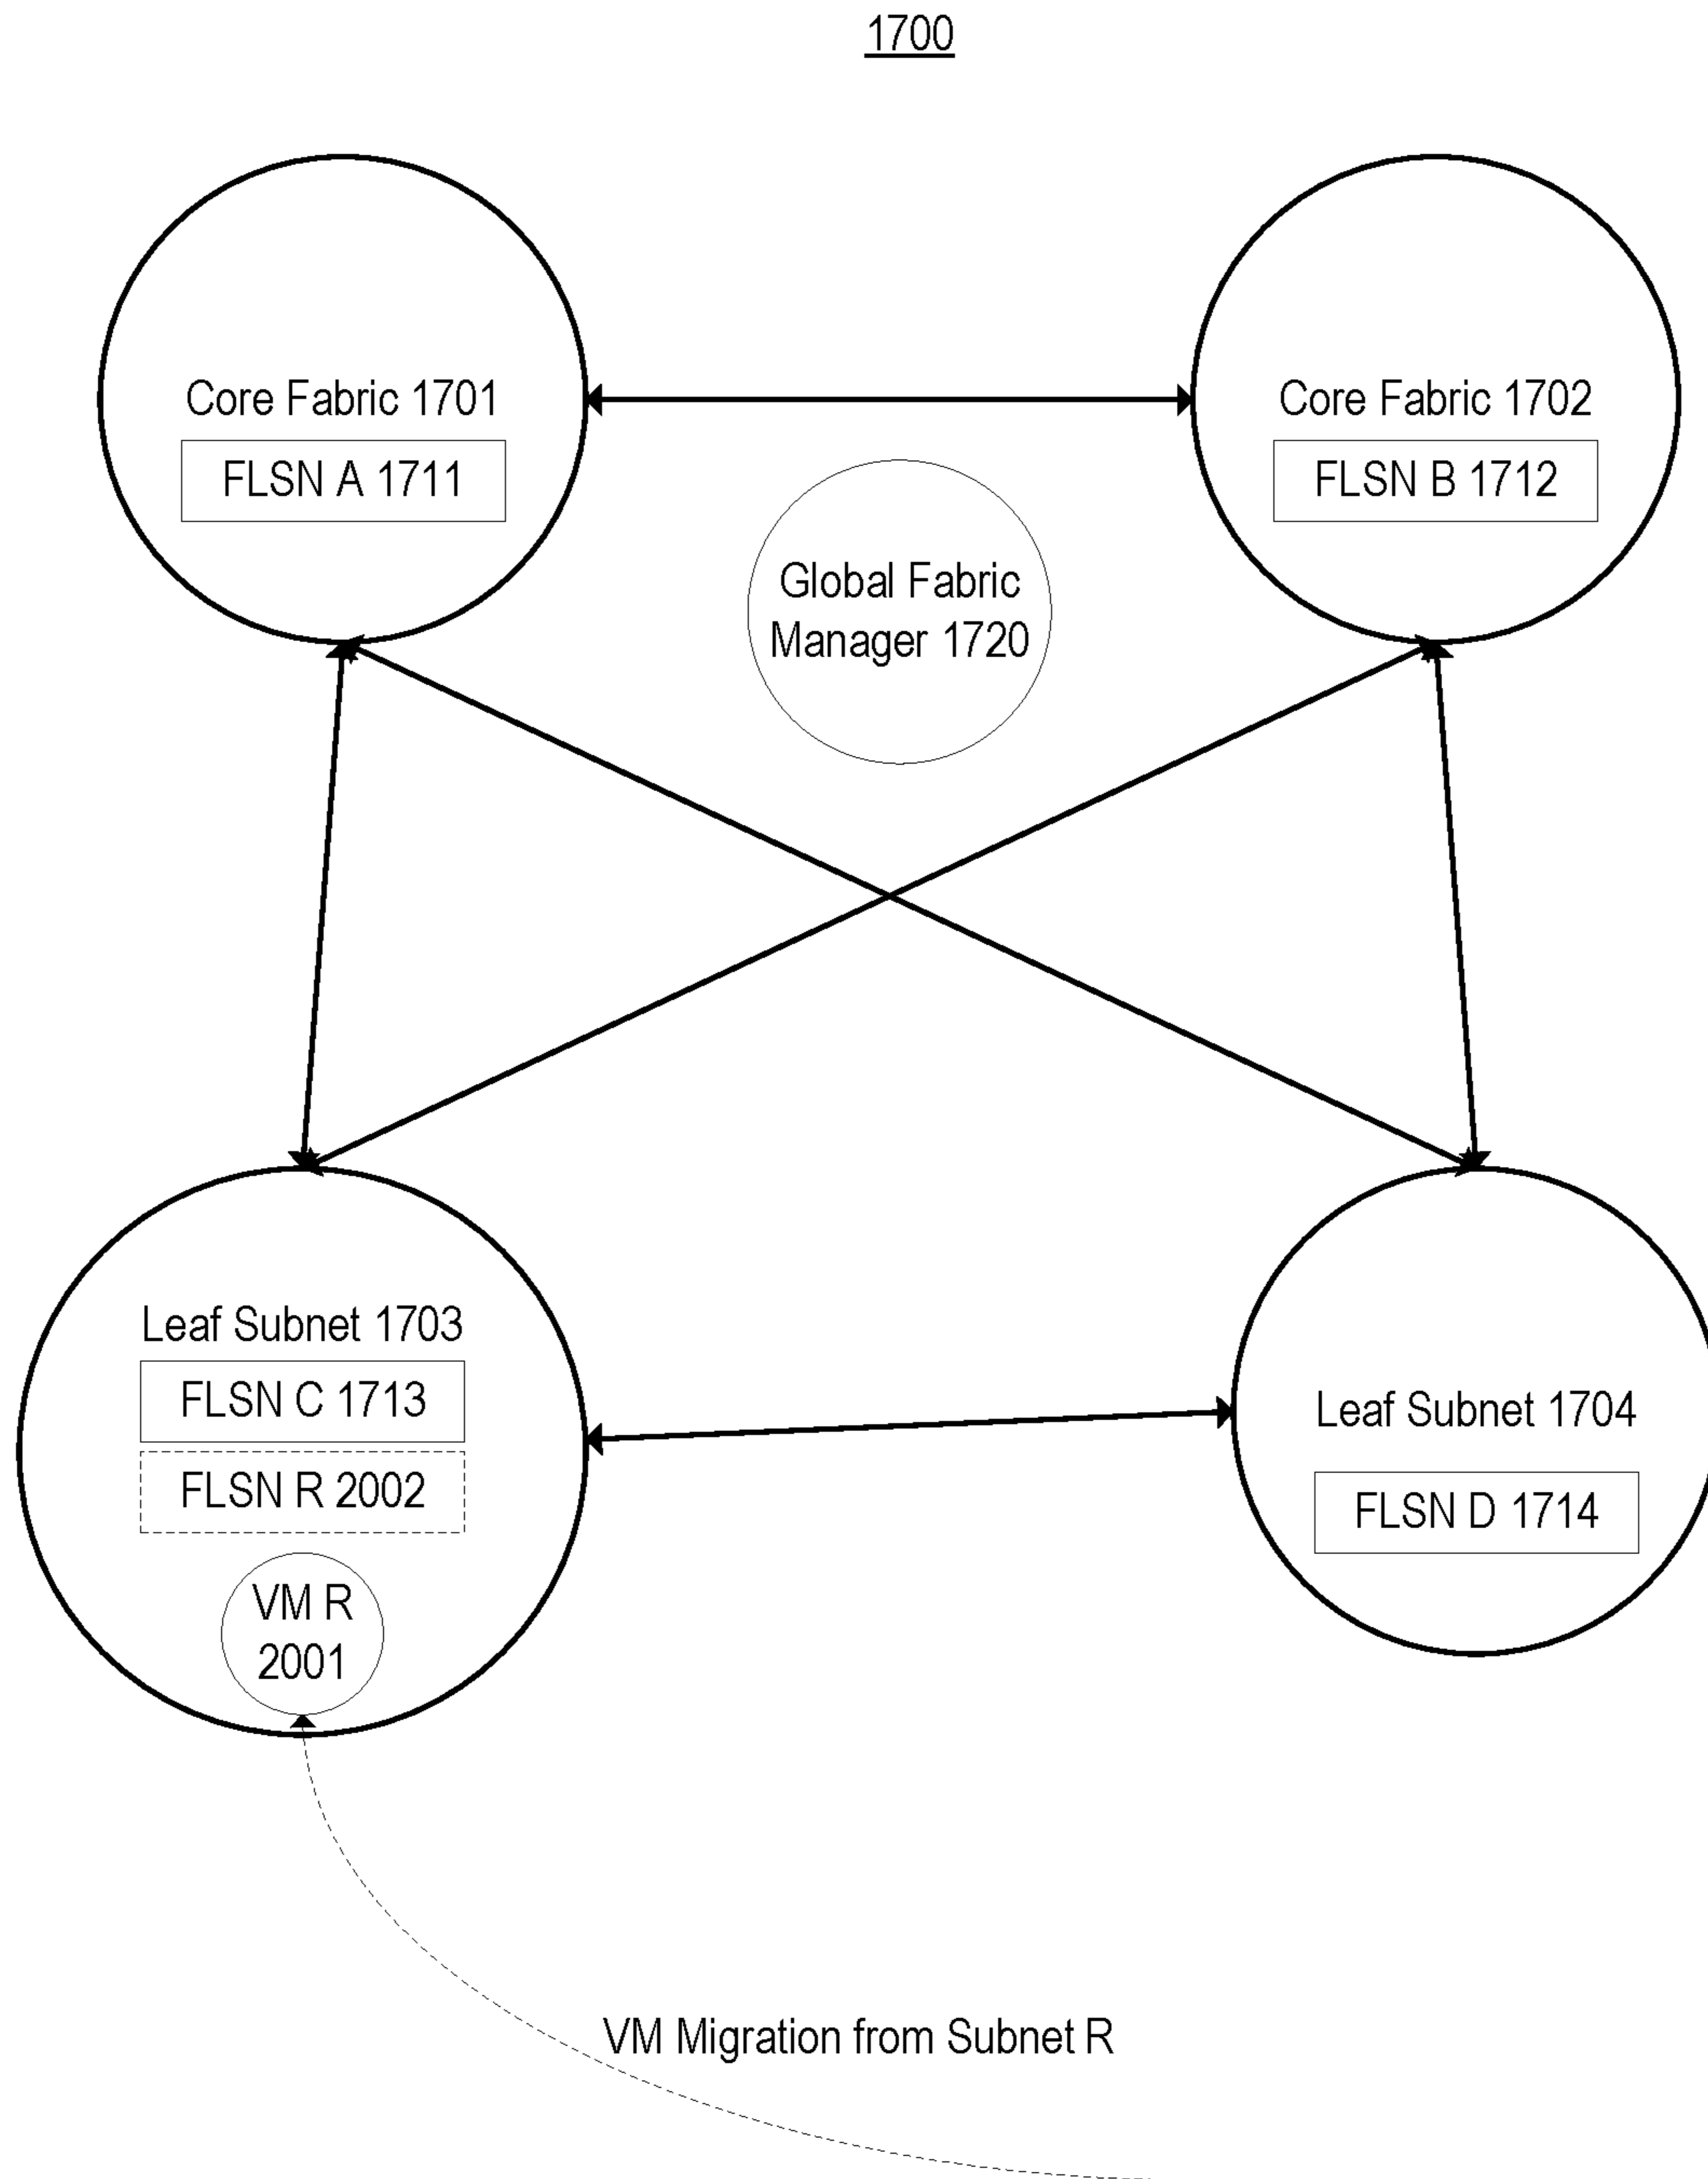 1700
Core Fabric 1701
FLSN A 1711
Core Fabric 1702
FLSN B 1712
Global Fabric
Manager 1720
Leaf Subnet 1703
FLSN C 1713
FLSN R 2002
VM R
2001
Leaf Subnet 1704
FLSN D 1714
VM Migration from Subnet R